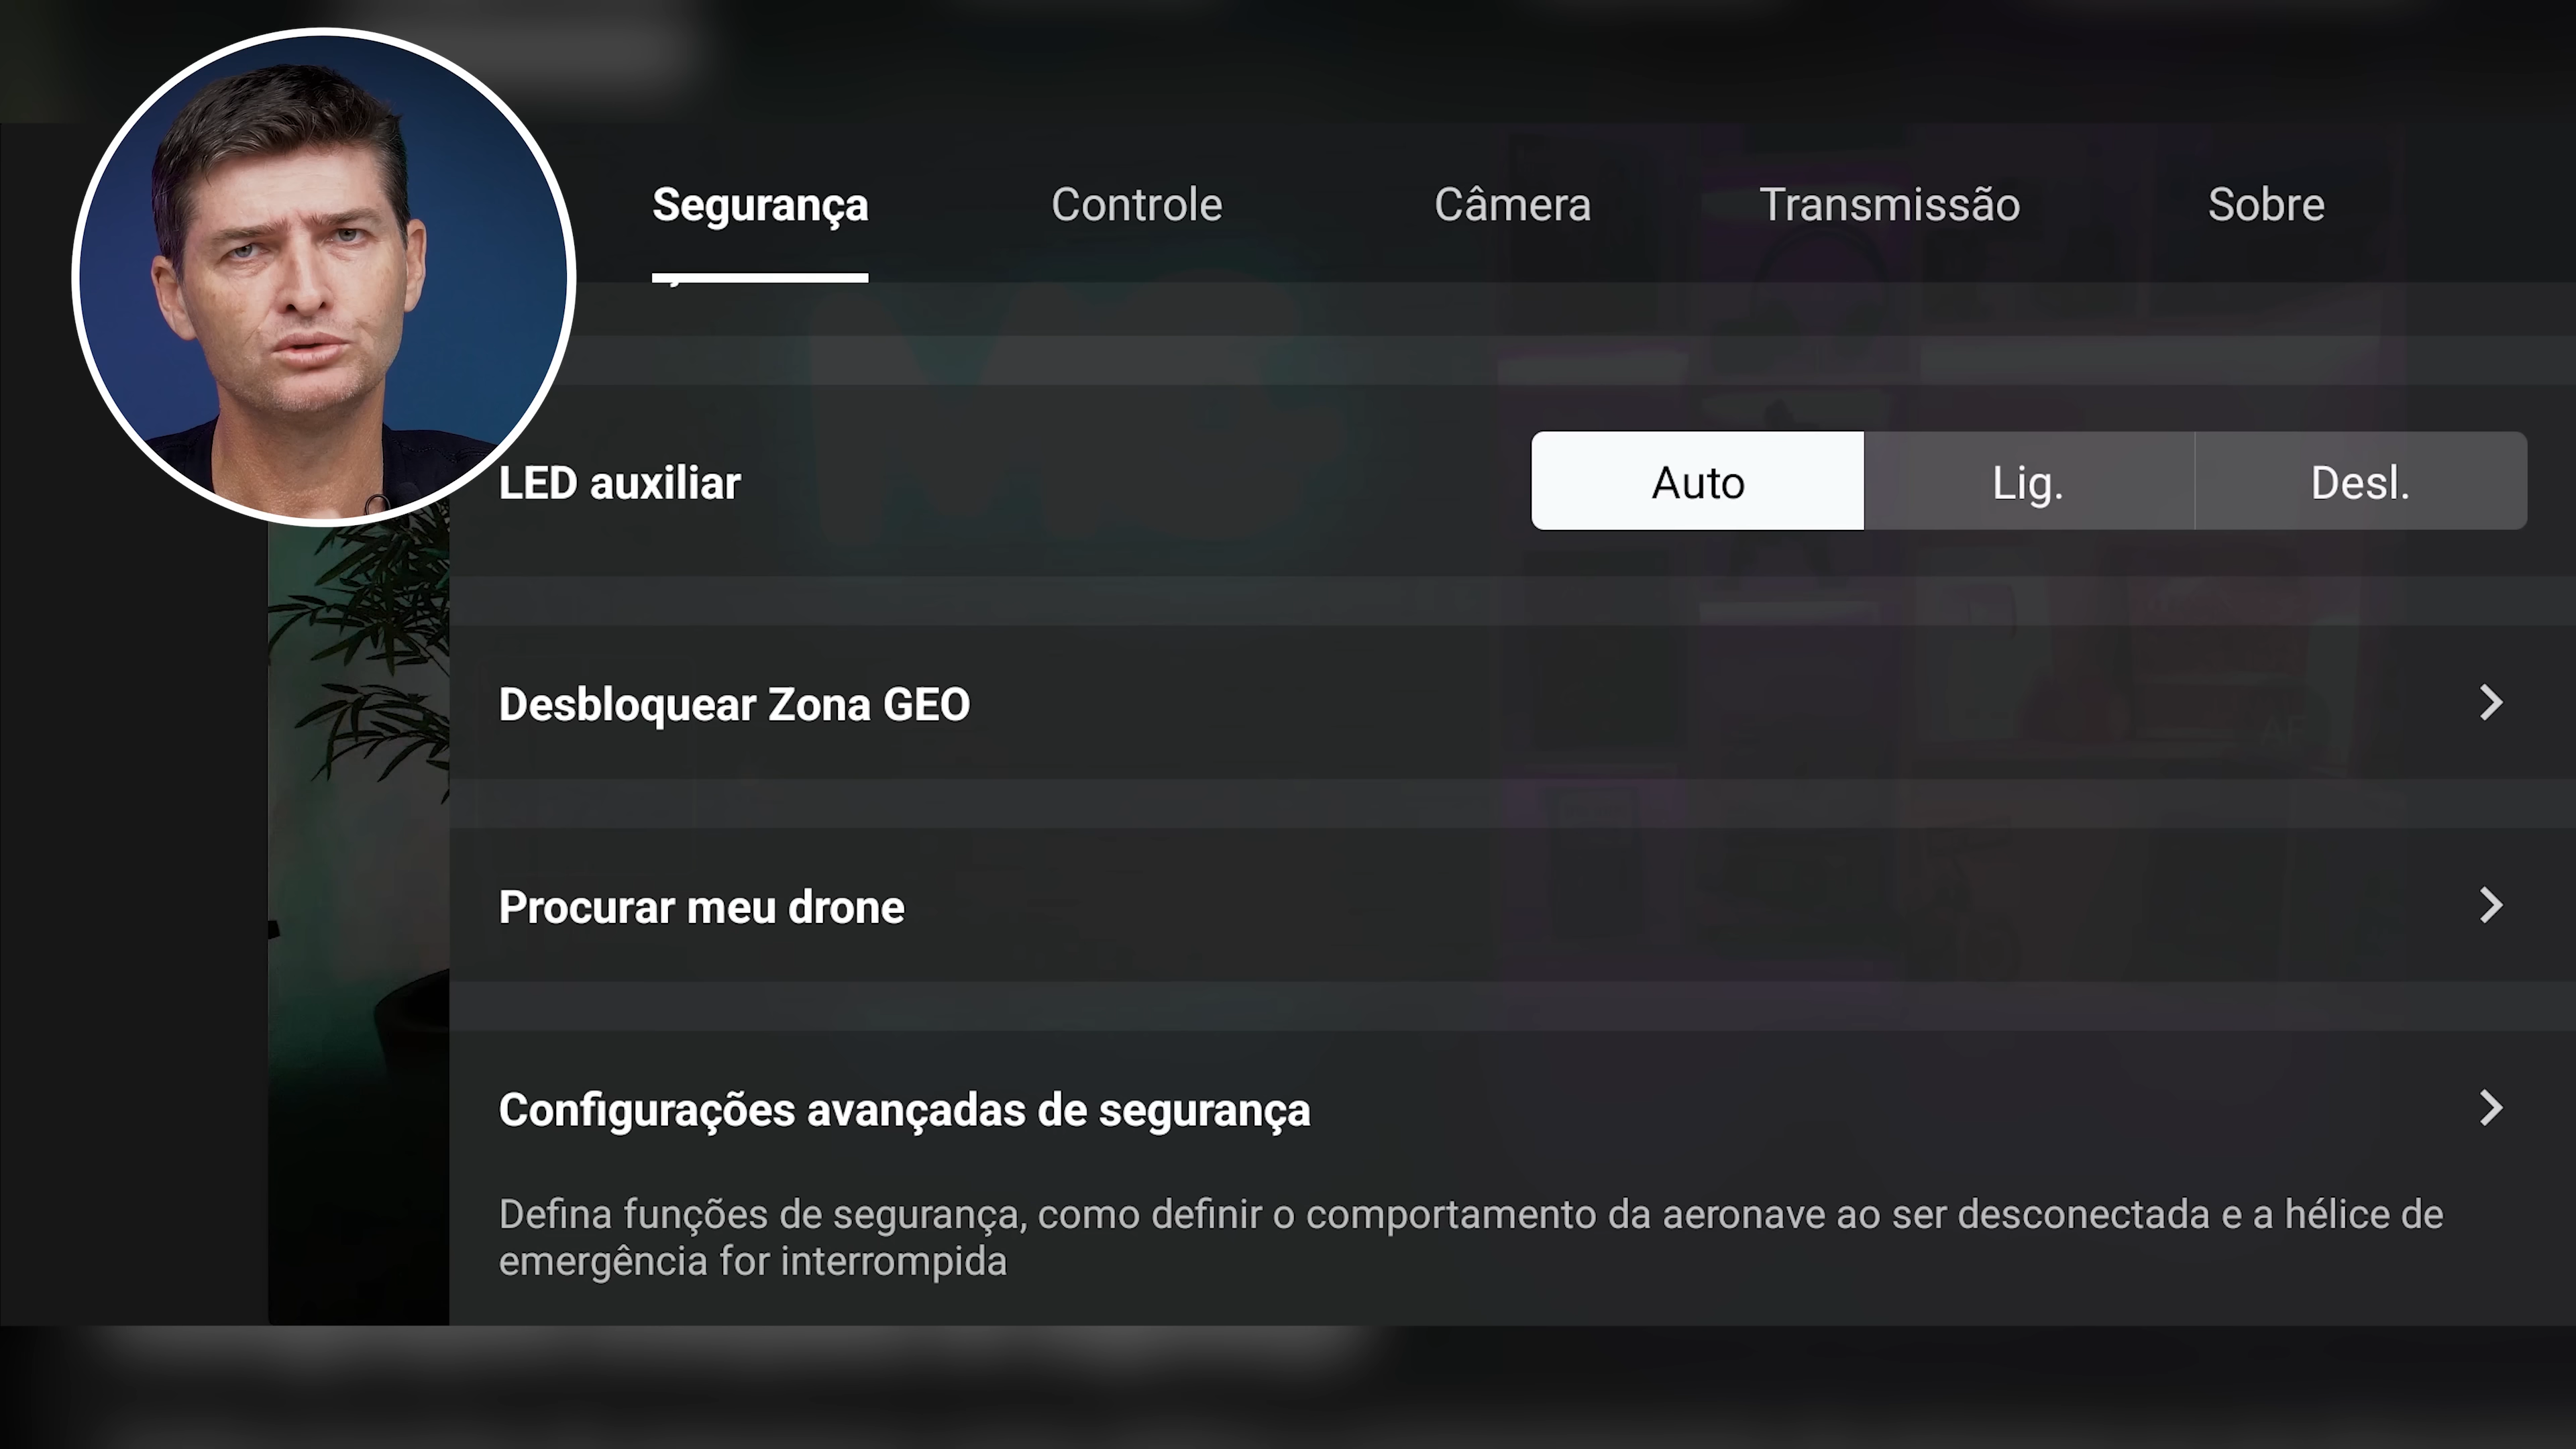 Segurança Controle Câmera Transmissão Sobre
LED auxiliar Auto Lig. Desl.
Desbloquear Zona GEO
Procurar meu drone
Configurações avançadas de segurança
Defina funções de segurança, como definir o comportamento da aeronave ao ser desconectada e a hélice de
emergência for interrompida